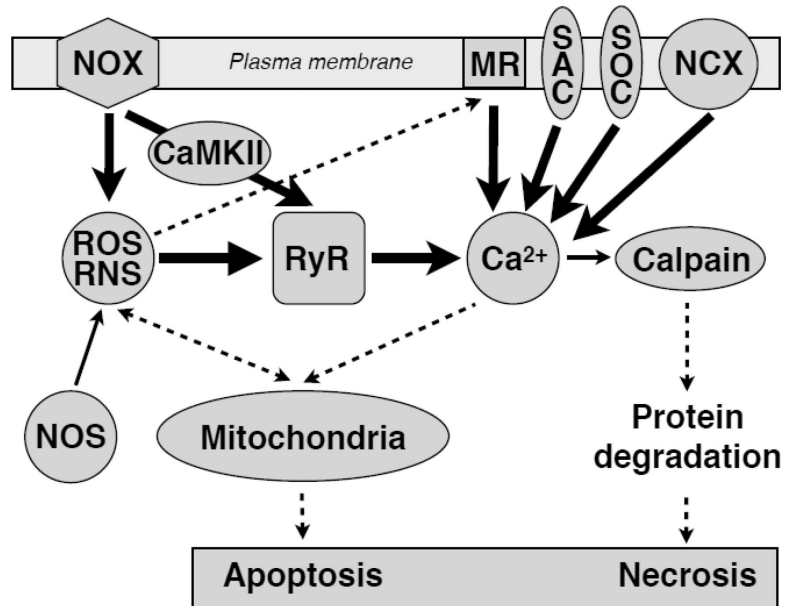 NOX
Plasma membrane
MR
SAC
SOC
NCX
CaMKII
ROS
RNS
RyR
Ca²⁺
Calpain
NOS
Mitochondria
Protein
degradation
Apoptosis
Necrosis